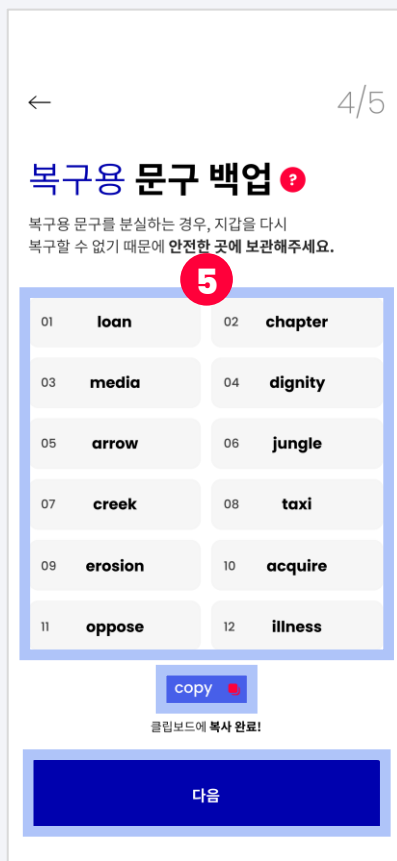 4/5
복구용 문구 백업 ?
복구용 문구를 분실하는 경우, 지갑을 다시
복구할 수 없기 때문에 안전한 곳에 보관해주세요.
5
01 loan 02 chapter
03 media 04 dignity
05 arrow 06 jungle
07 creek 08 taxi
09 erosion 10 acquire
11 oppose 12 illness
copy
클립보드에 복사 완료!
다음